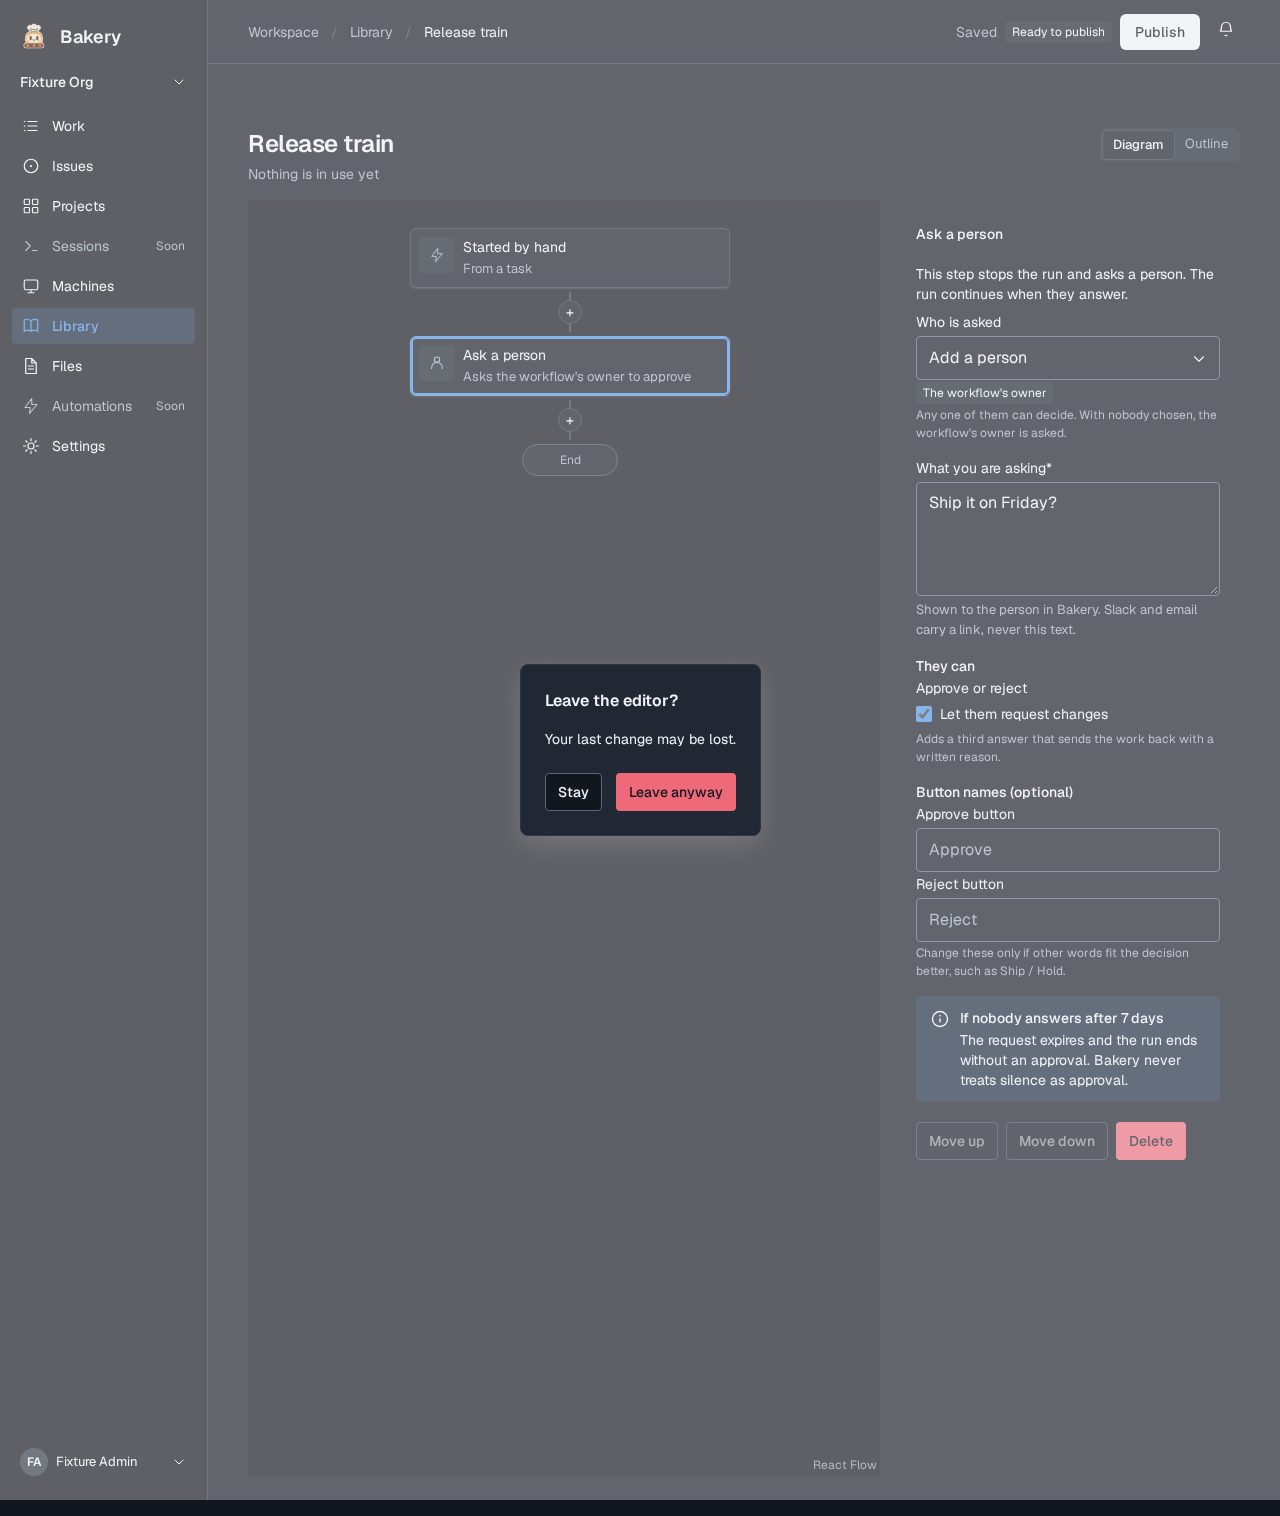 Bakery
Fixture Org
Work
Issues
Projects
Sessions Soon
Machines
Library
Files
Automations Soon
Settings
FA Fixture Admin
Workspace / Library / Release train
Saved Ready to publish Publish
Release train
Nothing is in use yet
Diagram Outline
Started by hand
From a task
+
Ask a person
Asks the workflow's owner to approve
+
End
React Flow
Ask a person
This step stops the run and asks a person. The
run continues when they answer.
Who is asked
Add a person
The workflow's owner
Any one of them can decide. With nobody chosen, the
workflow's owner is asked.
What you are asking*
Ship it on Friday?
Shown to the person in Bakery. Slack and email
carry a link, never this text.
They can
Approve or reject
Let them request changes
Adds a third answer that sends the work back with a
written reason.
Button names (optional)
Approve button
Approve
Reject button
Reject
Change these only if other words fit the decision
better, such as Ship / Hold.
If nobody answers after 7 days
The request expires and the run ends
without an approval. Bakery never
treats silence as approval.
Move up Move down Delete
Leave the editor?
Your last change may be lost.
Stay Leave anyway